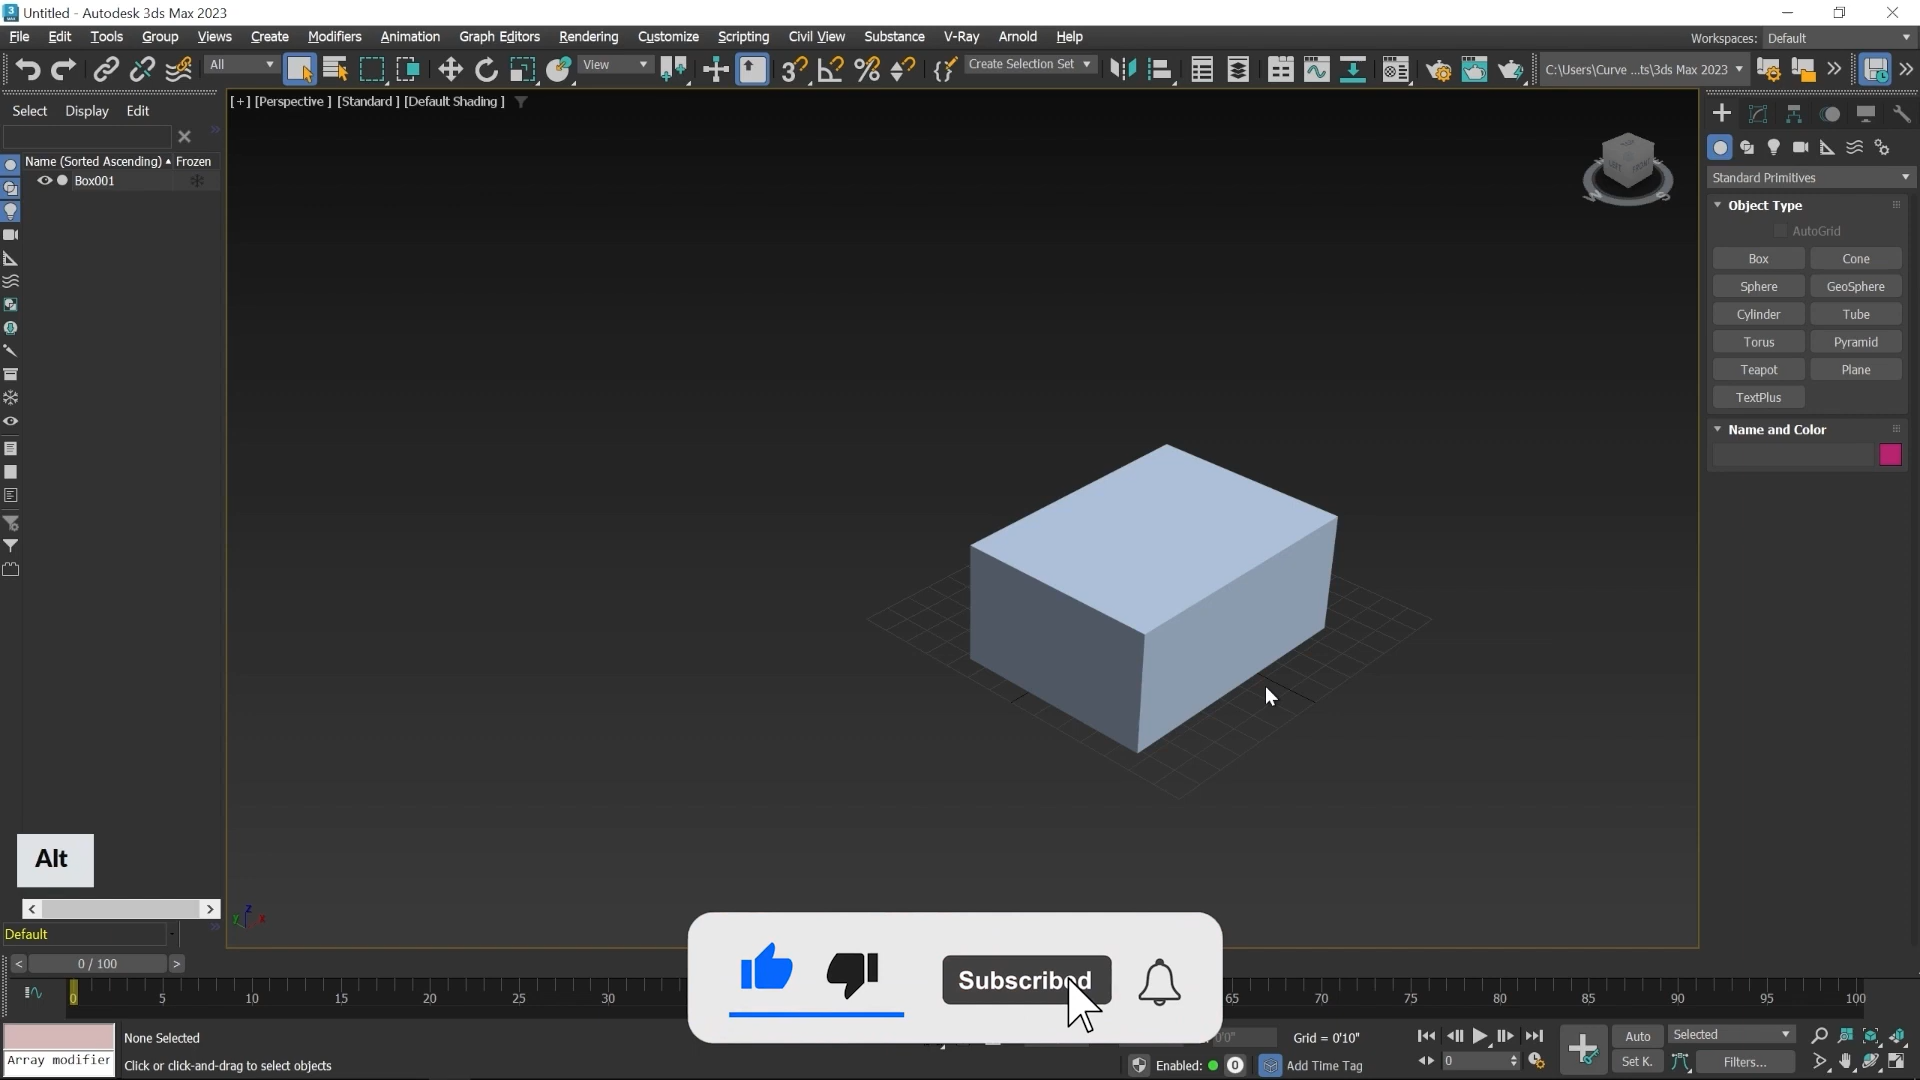 Untitled - Autodesk 3ds Max 2023
File Edit Tools Group Views Create Modifiers Animation Graph Editors Rendering Customize Scripting Civil View Substance V-Ray Arnold Help
Workspaces: Default
All View Create Selection Set C:\Users\Curve ...ts\3ds Max 2023
Select Display Edit
[+] [Perspective ] [Standard ] [Default Shading ]
Name (Sorted Ascending) Frozen
Box001
Standard Primitives
Object Type
AutoGrid
Box Cone
Sphere GeoSphere
Cylinder Tube
Torus Pyramid
Teapot Plane
TextPlus
Name and Color
Alt
z
y x
Default
0 / 100
0 5 10 15 20 25 30 65 70 75 80 85 90 95 100
Subscribed
None Selected
Grid = 0'10"
Auto Selected
Array modifier
Click or click-and-drag to select objects
Enabled: 0 Add Time Tag
0
Set K. Filters...